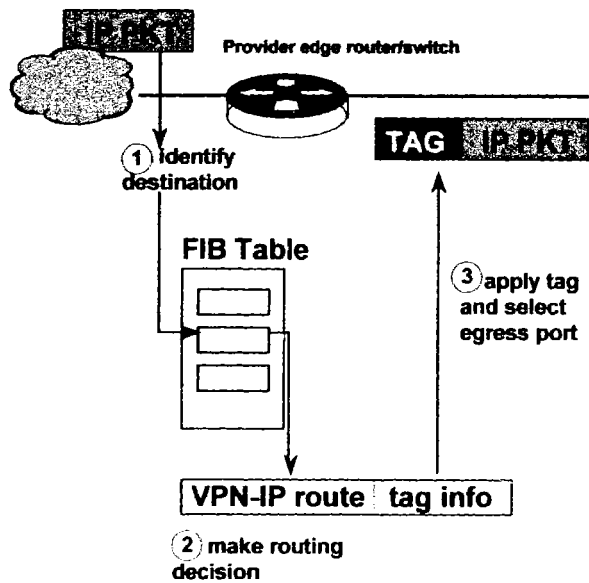 IP PKT
Provider edge router/switch
TAG IP PKT
1 identify
destination
FIB Table
3 apply tag
and select
egress port
VPN-IP route tag info
2 make routing
decision